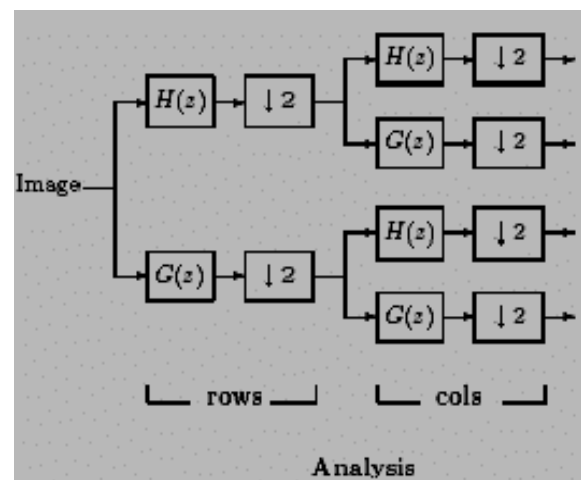 H(z) ↓ 2
G(z) ↓ 2
H(z) ↓ 2
Image
H(z) ↓ 2
G(z) ↓ 2
G(z) ↓ 2
rows cols
Analysis